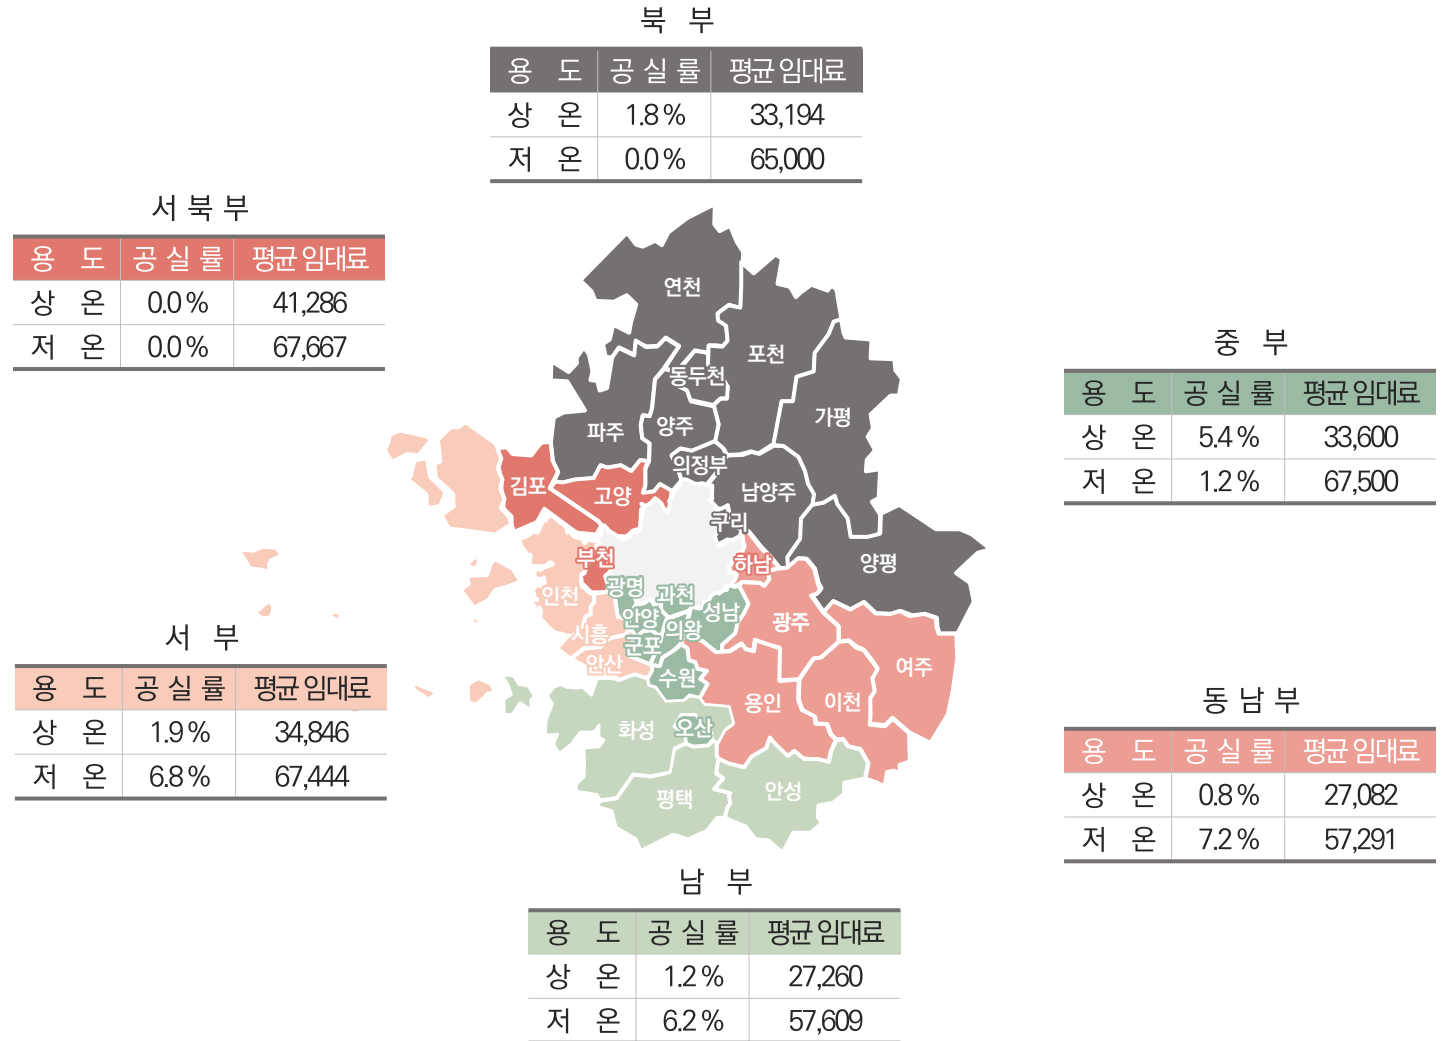 북 부
용 도 공 실 률 평균 임대료
상 온 1.8% 33,194
저 온 0.0% 65,000
서 북 부
용 도 공 실 률 평균 임대료
상 온 0.0% 41,286
저 온 0.0% 67,667
중 부
용 도 공 실 률 평균 임대료
상 온 5.4% 33,600
저 온 1.2% 67,500
연천
포천
동두천
가평
파주
양주
의정부
김포
고양
남양주
구리
양평
부천
하남
광명
과천
인천
안양
성남
광주
시흥
의왕
군포
안산
여주
수원
용인
이천
화성
오산
평택
안성
서 부
용 도 공 실 률 평균 임대료
상 온 1.9% 34,846
저 온 6.8% 67,444
동 남 부
용 도 공 실 률 평균 임대료
상 온 0.8% 27,082
저 온 7.2% 57,291
남 부
용 도 공 실 률 평균 임대료
상 온 1.2% 27,260
저 온 6.2% 57,609